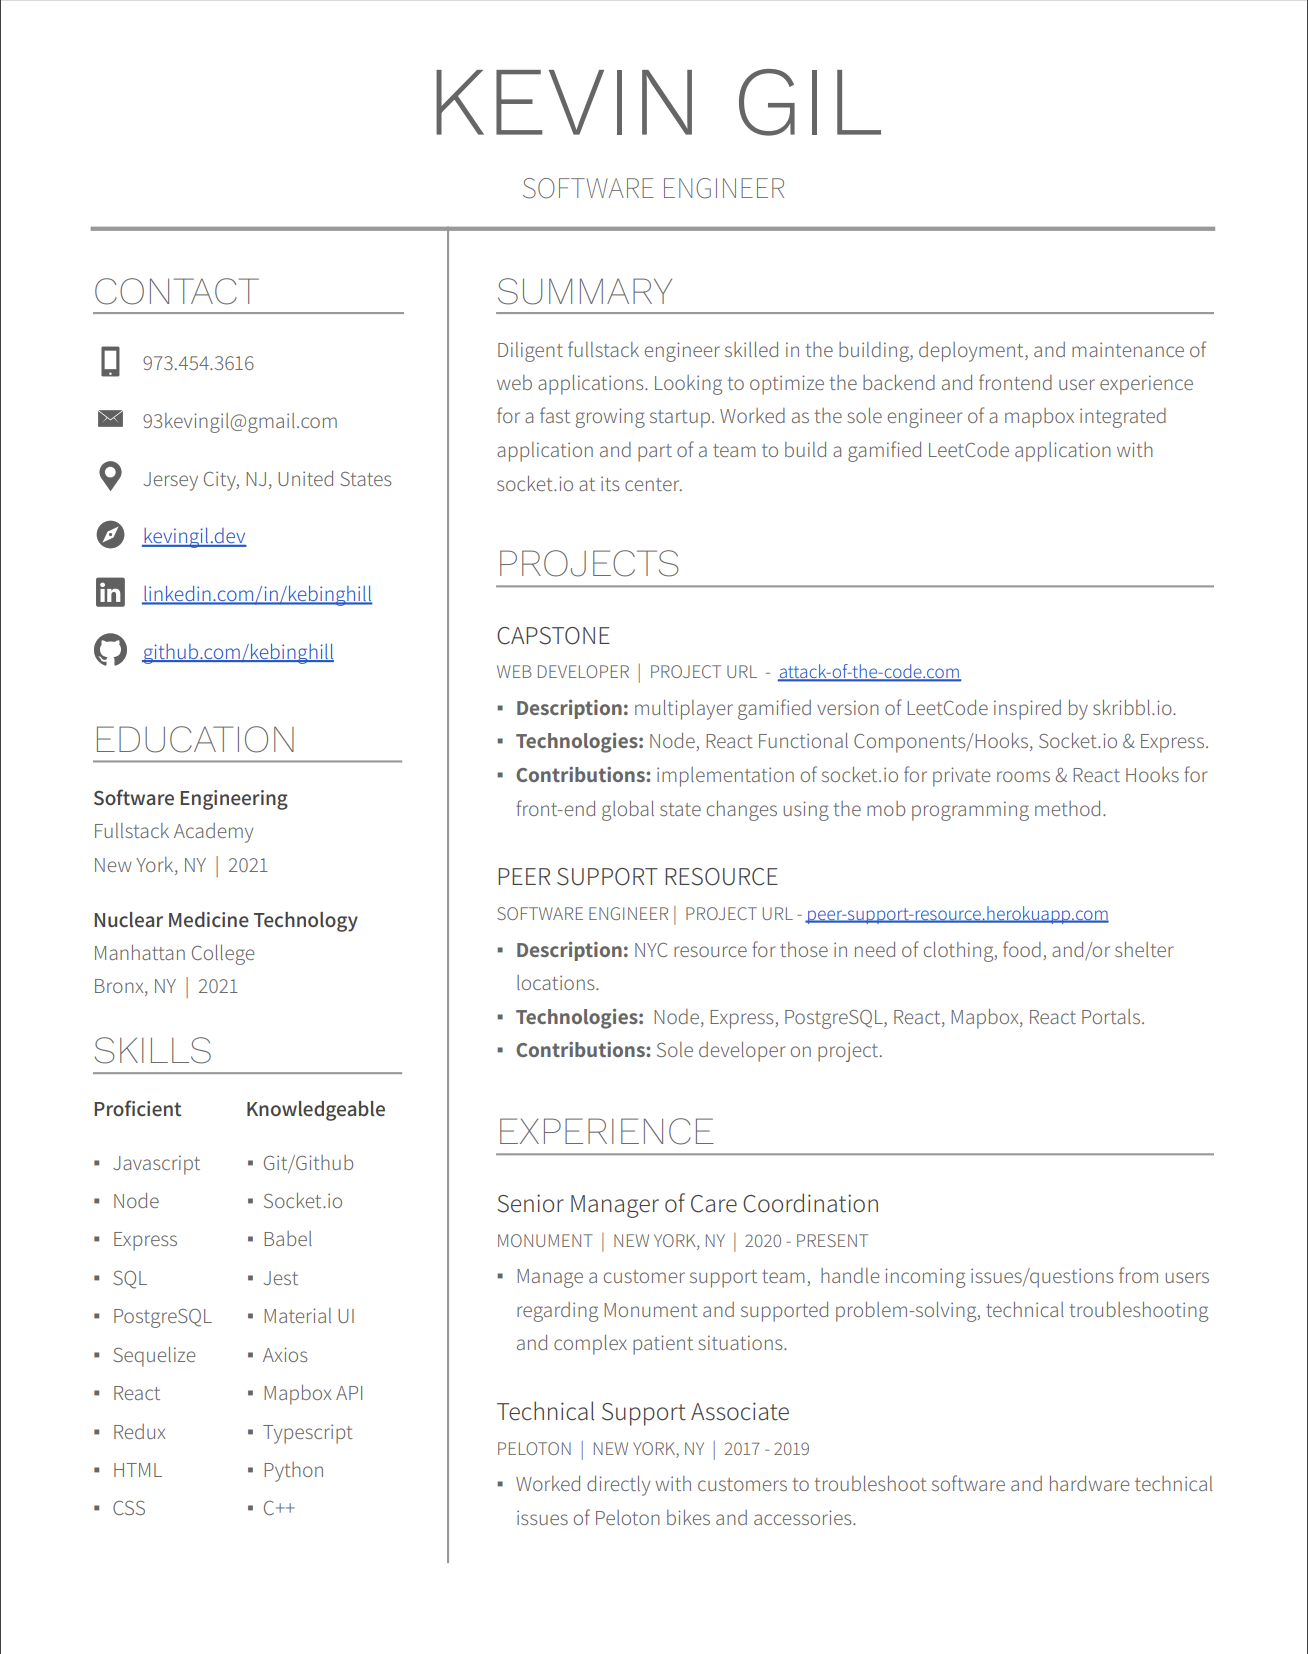 KEVIN GIL
SOFTWARE ENGINEER
CONTACT
973.454.3616
93kevingil@gmail.com
Jersey City, NJ, United States
kevingil.dev
linkedin.com/in/kebinghill
github.com/kebinghill
EDUCATION
Software Engineering
Fullstack Academy
New York, NY | 2021
Nuclear Medicine Technology
Manhattan College
Bronx, NY | 2021
SKILLS
Proficient
▪ Javascript
▪ Node
▪ Express
▪ SQL
▪ PostgreSQL
▪ Sequelize
▪ React
▪ Redux
▪ HTML
▪ CSS
Knowledgeable
▪ Git/Github
▪ Socket.io
▪ Babel
▪ Jest
▪ Material UI
▪ Axios
▪ Mapbox API
▪ Typescript
▪ Python
▪ C++
SUMMARY
Diligent fullstack engineer skilled in the building, deployment, and maintenance of
web applications. Looking to optimize the backend and frontend user experience
for a fast growing startup. Worked as the sole engineer of a mapbox integrated
application and part of a team to build a gamified LeetCode application with
socket.io at its center.
PROJECTS
CAPSTONE
WEB DEVELOPER | PROJECT URL - attack-of-the-code.com
▪ Description: multiplayer gamified version of LeetCode inspired by skribbl.io.
▪ Technologies: Node, React Functional Components/Hooks, Socket.io & Express.
▪ Contributions: implementation of socket.io for private rooms & React Hooks for
front-end global state changes using the mob programming method.
PEER SUPPORT RESOURCE
SOFTWARE ENGINEER | PROJECT URL - peer-support-resource.herokuapp.com
▪ Description: NYC resource for those in need of clothing, food, and/or shelter
locations.
▪ Technologies: Node, Express, PostgreSQL, React, Mapbox, React Portals.
▪ Contributions: Sole developer on project.
EXPERIENCE
Senior Manager of Care Coordination
MONUMENT | NEW YORK, NY | 2020 - PRESENT
▪ Manage a customer support team, handle incoming issues/questions from users
regarding Monument and supported problem-solving, technical troubleshooting
and complex patient situations.
Technical Support Associate
PELOTON | NEW YORK, NY | 2017 - 2019
▪ Worked directly with customers to troubleshoot software and hardware technical
issues of Peloton bikes and accessories.